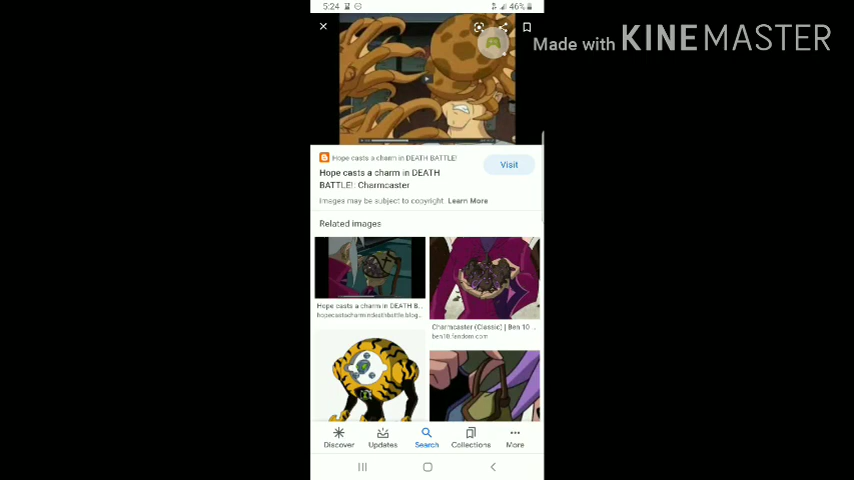 5:24
46%
Made with KINEMASTER
Hope casts a charm in DEATH BATTLE!
Hope casts a charm in DEATH
BATTLE!: Charmcaster
Visit
Images may be subject to copyright. Learn More
Related images
Hope casts a charm in DEATH B...
hopecastacharmindeathbattle.blog...
Charmcaster (Classic) | Ben 10 ...
ben10.fandom.com
Discover
Updates
Search
Collections
More